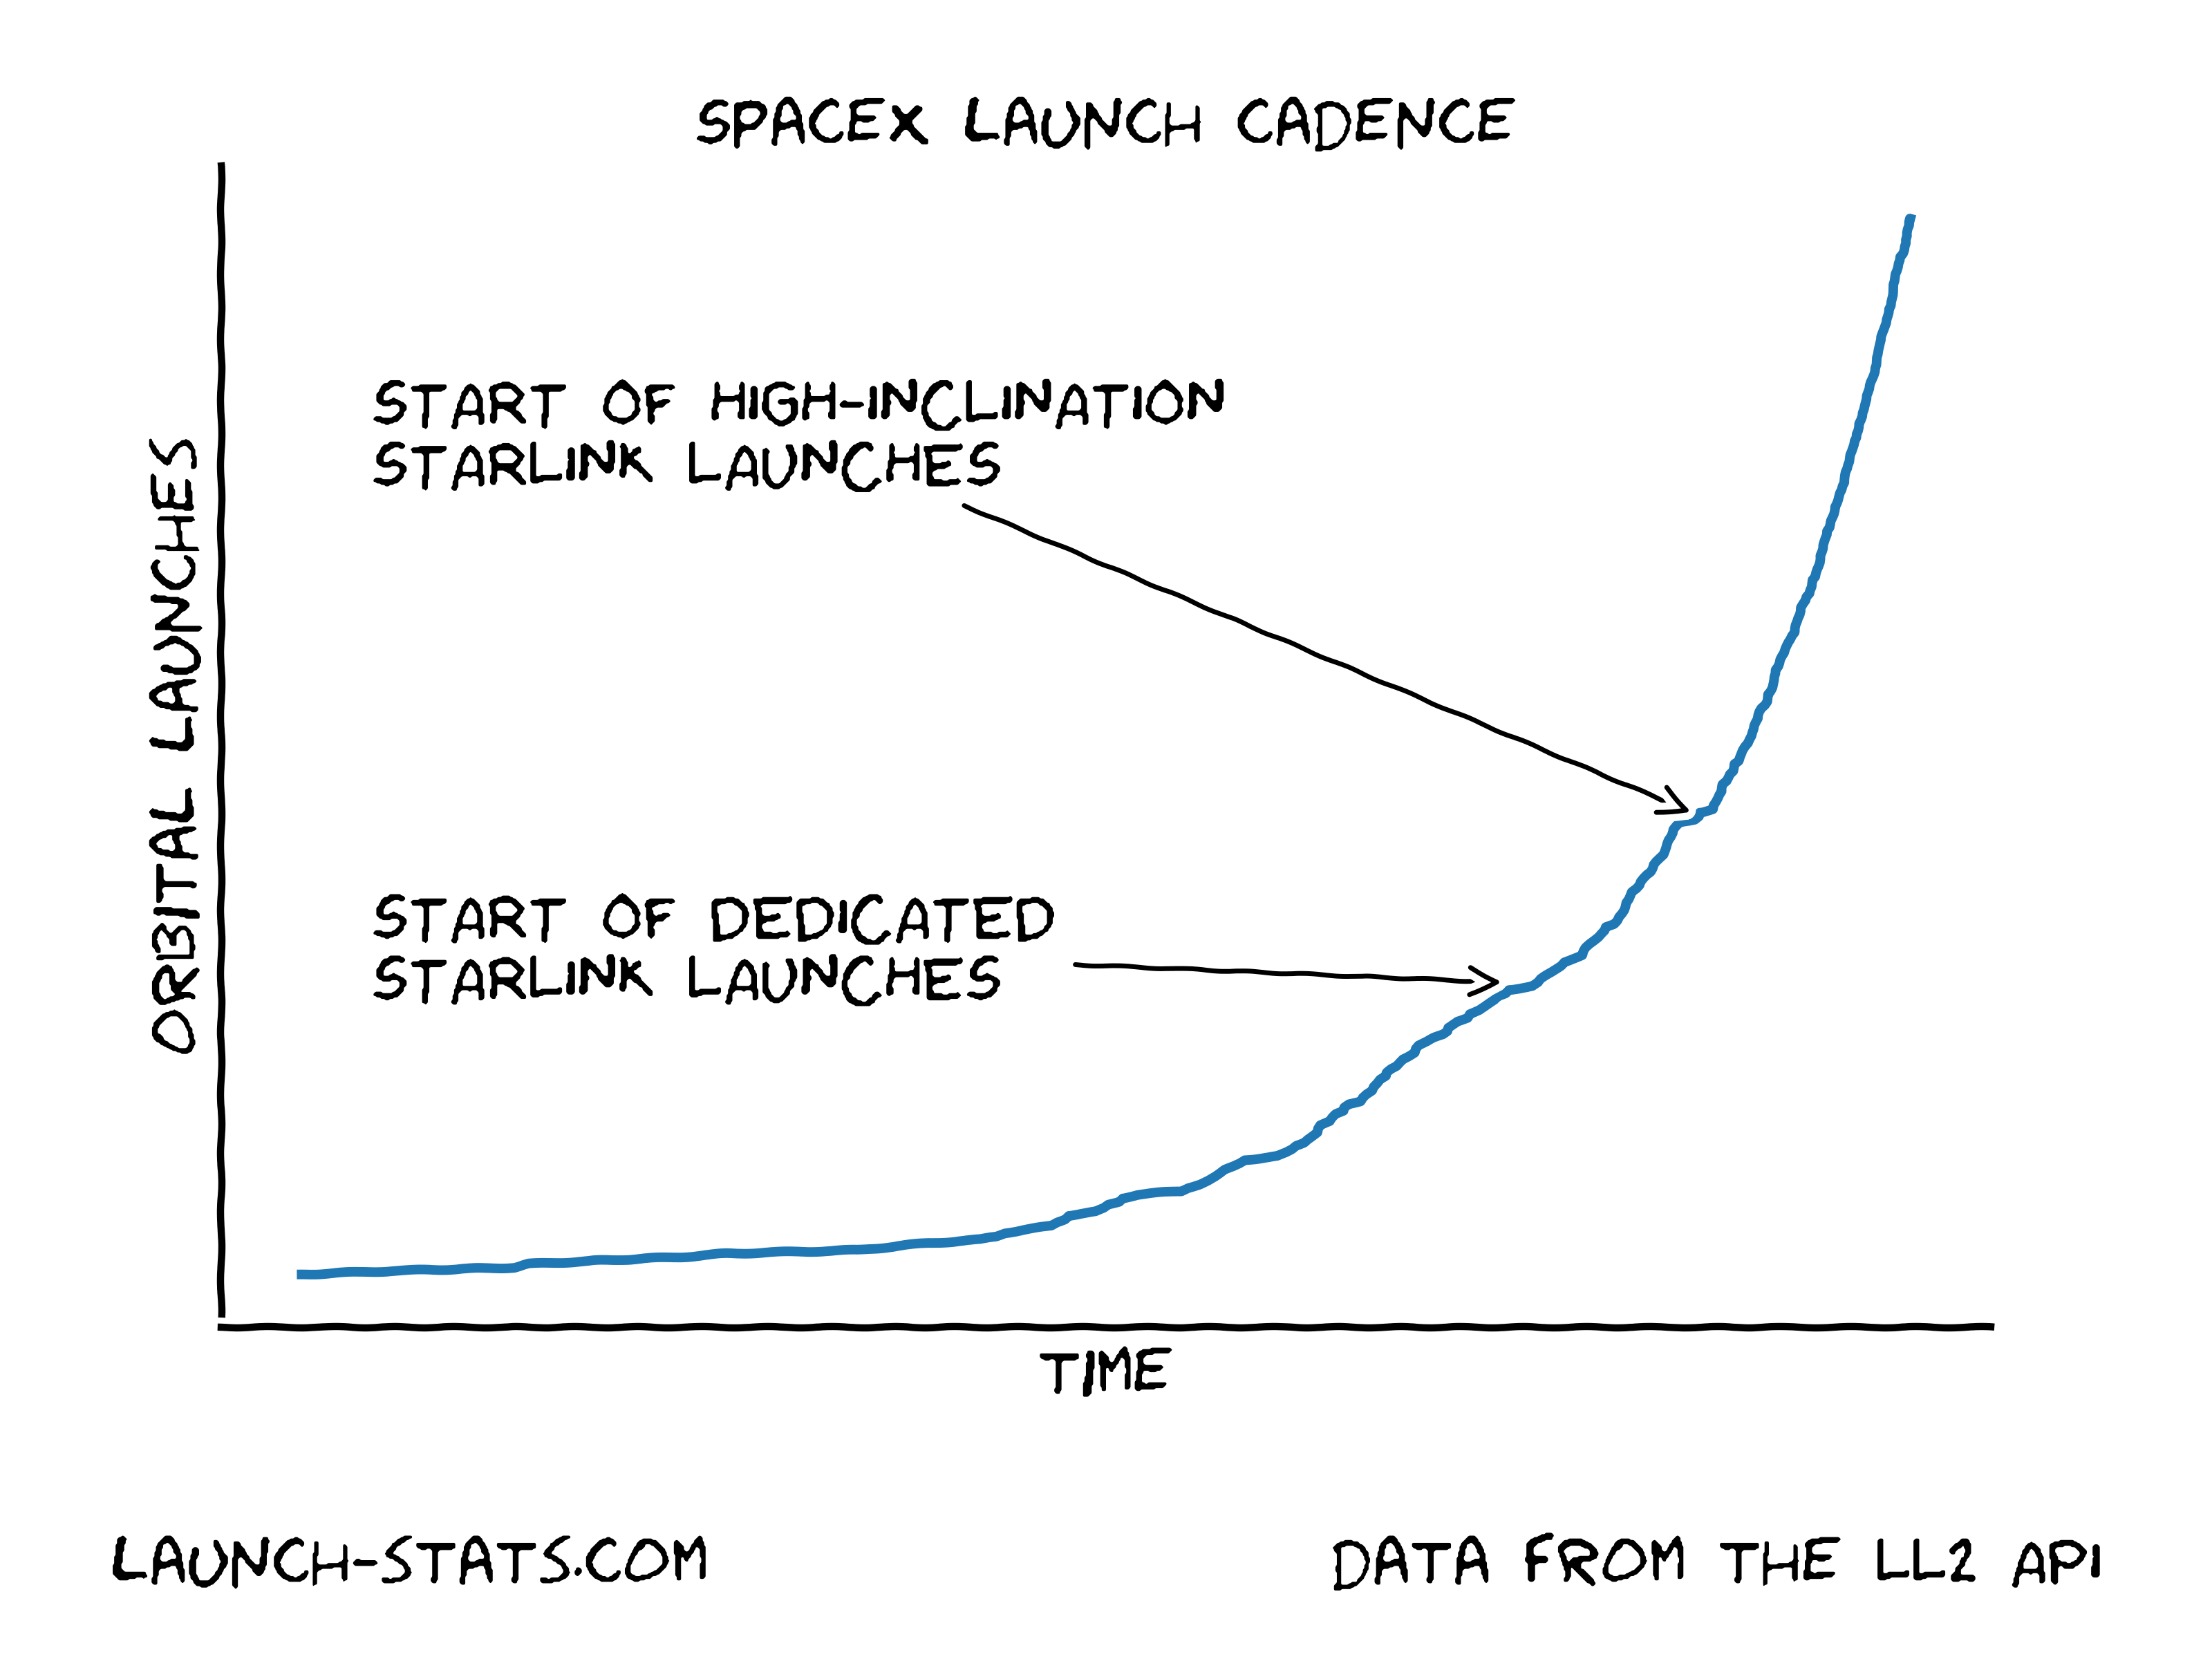 SPACEX LAUNCH CADENCE
ORBITAL LAUNCHES
START OF HIGH-INCLINATION
STARLINK LAUNCHES
START OF DEDICATED
STARLINK LAUNCHES
TIME
LAUNCH-STATS.COM
DATA FROM THE LL2 API